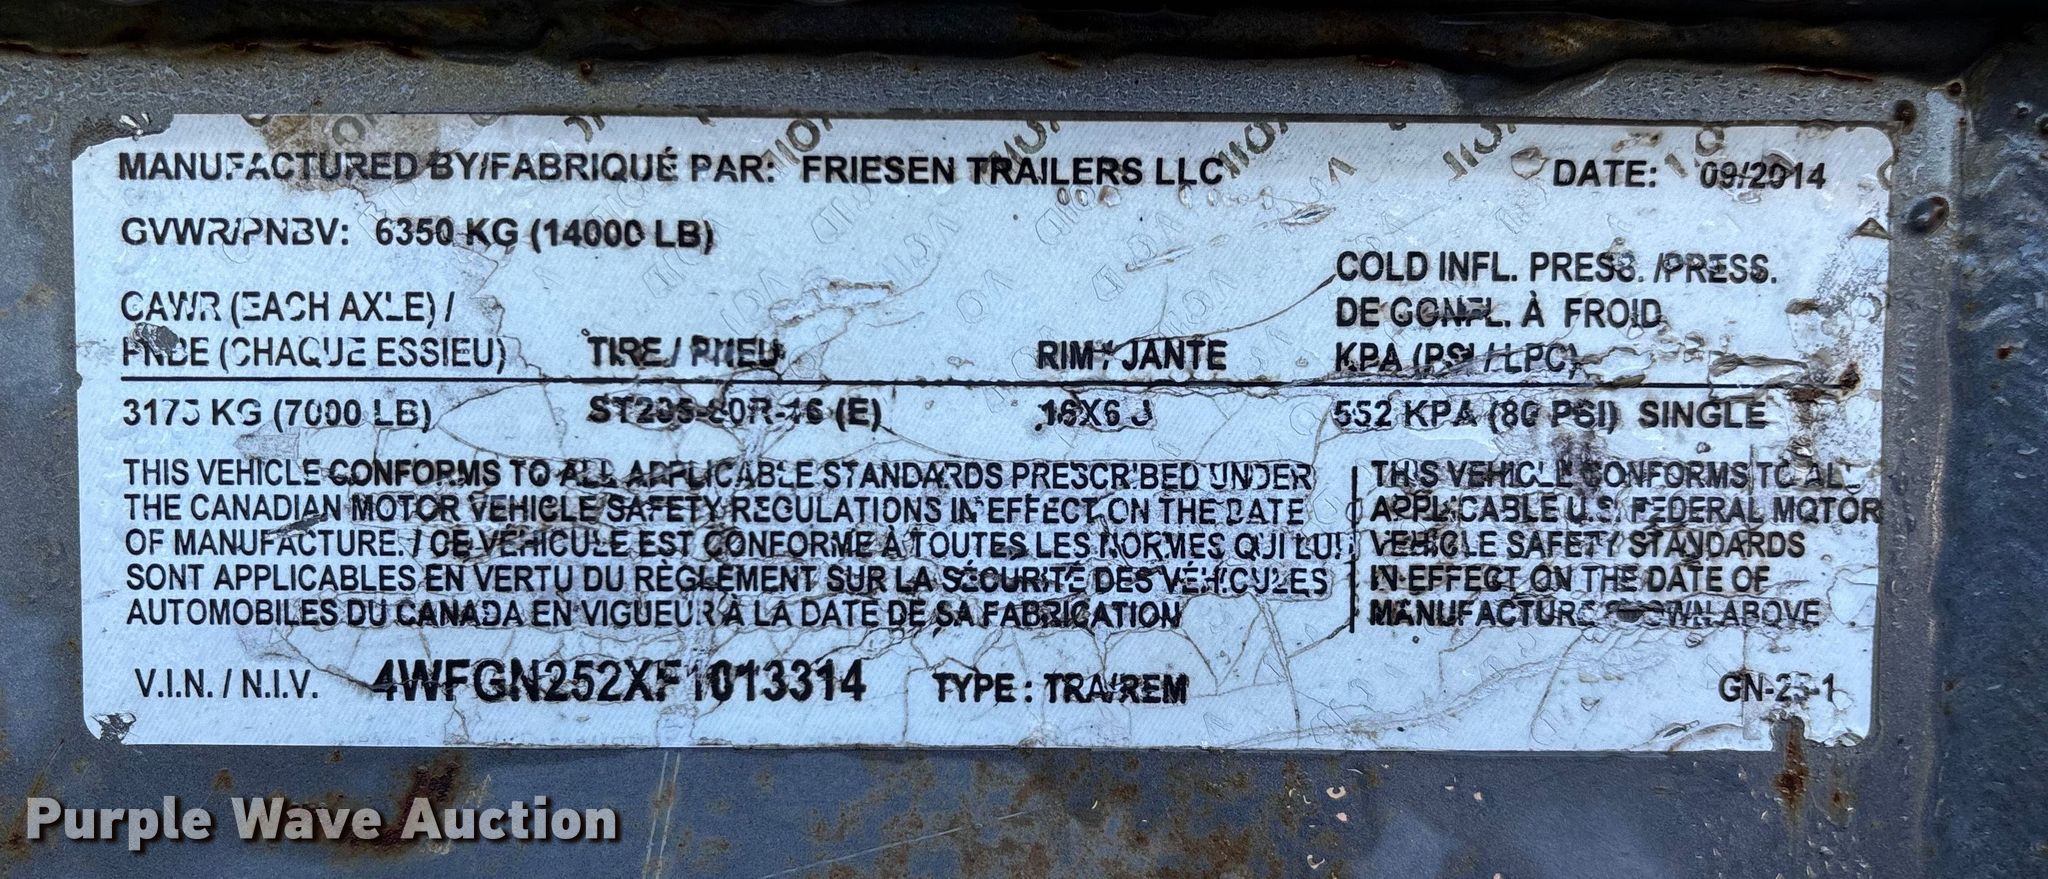 MANUFACTURED BY/FABRIQUÉ PAR: FRIESEN TRAILERS LLC DATE: 09/2014
GVWR/PNBV: 6350 KG (14000 LB)
COLD INFL. PRESS. /PRESS.
GAWR (EACH AXLE) / DE GONFL. À FROID
PNBE (CHAQUE ESSIEU) TIRE / PNEU RIM / JANTE KPA (PSI / LPC)
3175 KG (7000 LB) ST235-80R-16 (E) 16X6 J 552 KPA (80 PSI) SINGLE
THIS VEHICLE CONFORMS TO ALL APPLICABLE STANDARDS PRESCRIBED UNDER
THE CANADIAN MOTOR VEHICLE SAFETY REGULATIONS IN EFFECT ON THE DATE
OF MANUFACTURE. / CE VÉHICULE EST CONFORME À TOUTES LES NORMES QUI LUI
SONT APPLICABLES EN VERTU DU RÈGLEMENT SUR LA SÉCURITÉ DES VÉHICULES
AUTOMOBILES DU CANADA EN VIGUEUR À LA DATE DE SA FABRICATION
THIS VEHICLE CONFORMS TO ALL
APPLICABLE U.S. FEDERAL MOTOR
VEHICLE SAFETY STANDARDS
IN EFFECT ON THE DATE OF
MANUFACTURE SHOWN ABOVE
V.I.N. / N.I.V. 4WFGN252XF1013314 TYPE : TRA/REM GN-25-1
Purple Wave Auction